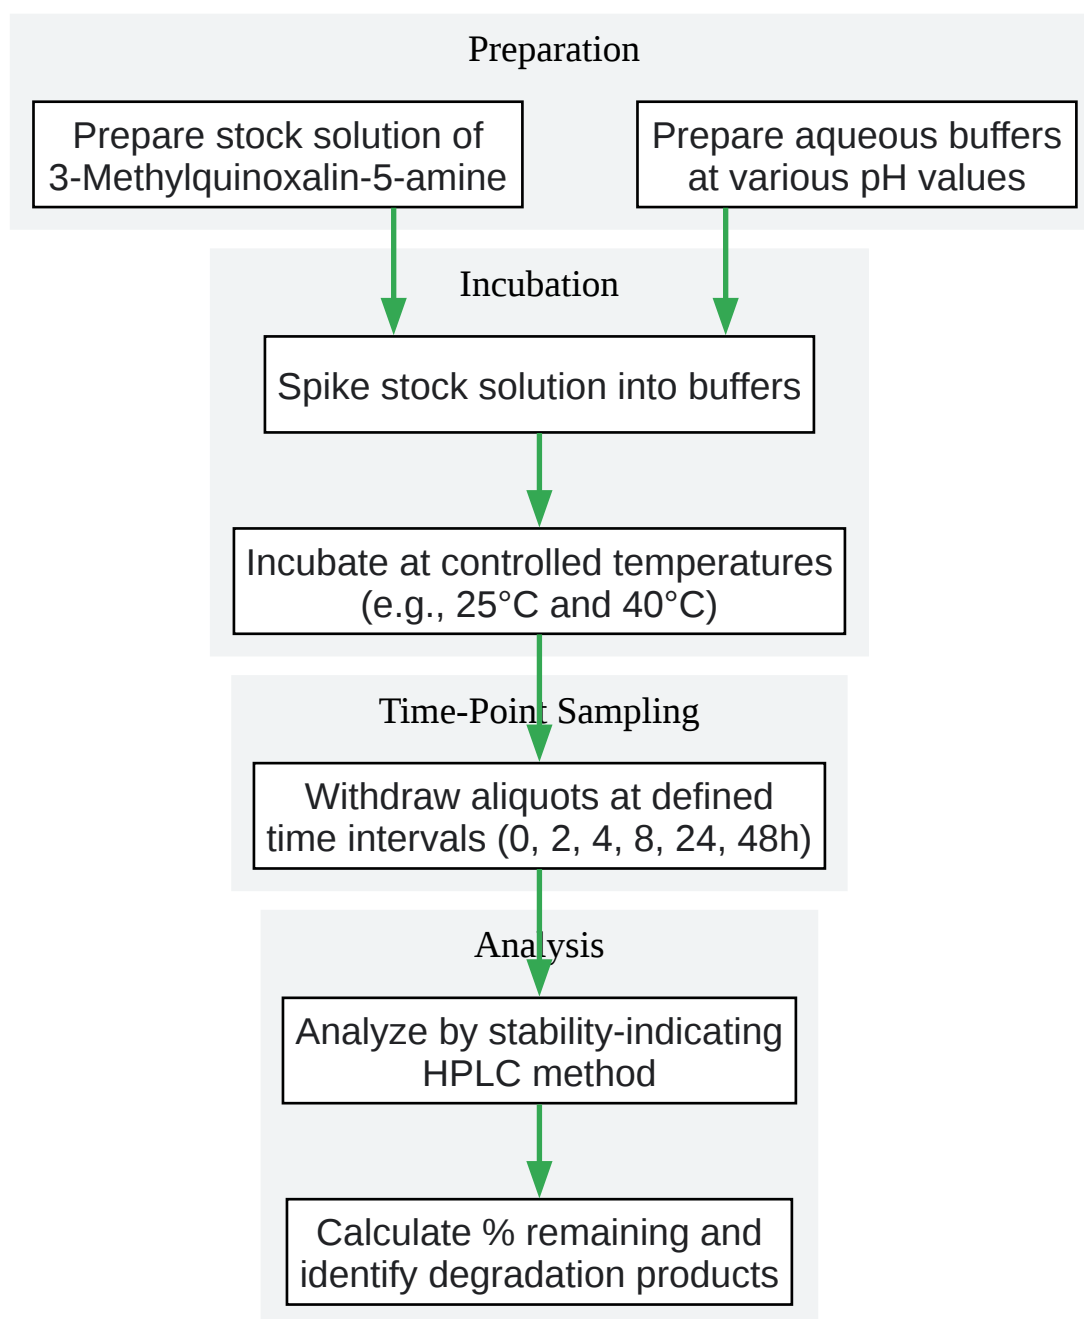 Preparation
Prepare stock solution of
3-Methylquinoxalin-5-amine
Prepare aqueous buffers
at various pH values
Incubation
Spike stock solution into buffers
Incubate at controlled temperatures
(e.g., 25°C and 40°C)
Time-Point Sampling
Withdraw aliquots at defined
time intervals (0, 2, 4, 8, 24, 48h)
Analysis
Analyze by stability-indicating
HPLC method
Calculate % remaining and
identify degradation products